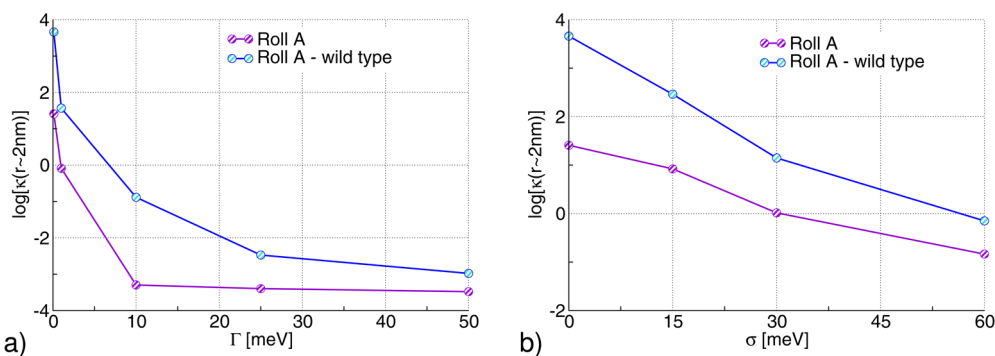 4
2
0
-2
-4
0
10
20
30
40
50
log[κ(r~2nm)]
Γ [meV]
Roll A
Roll A - wild type
a)
4
2
0
-2
0
15
30
45
60
log[κ(r~2nm)]
σ [meV]
Roll A
Roll A - wild type
b)